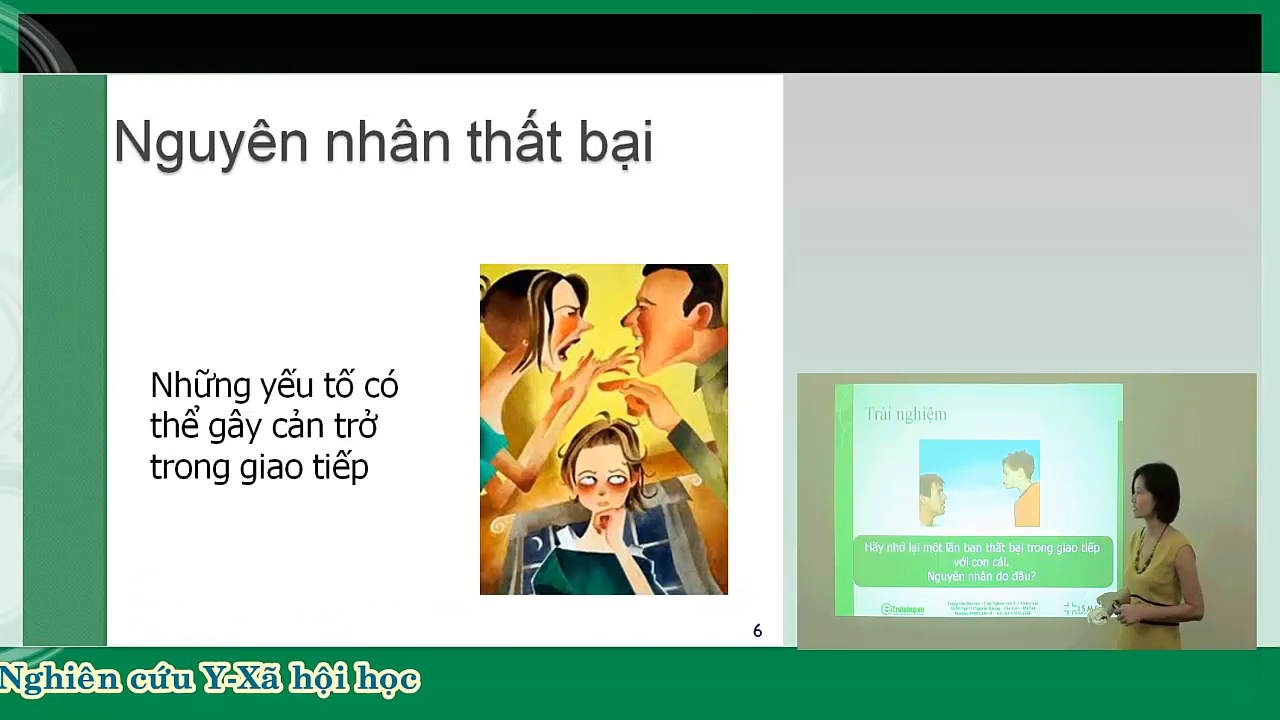 Nguyên nhân thất bại
Những yếu tố có
thể gây cản trở
trong giao tiếp
6
Trải nghiệm
Hãy nhớ lại một lần bạn thất bại trong giao tiếp
với con cái.
Nguyên nhân do đâu?
Training.vn
Nghiên cứu Y-Xã hội học